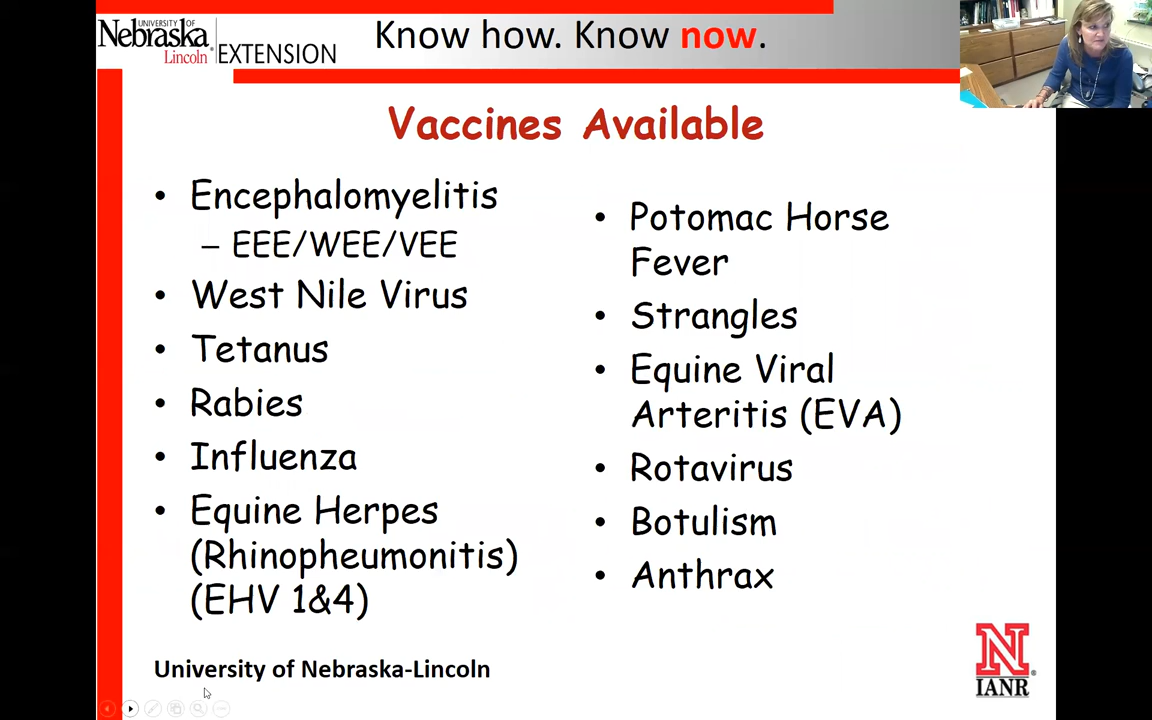 UNIVERSITY OF
Nebraska
Lincoln
EXTENSION
Know how. Know now.
Vaccines Available
• Encephalomyelitis
– EEE/WEE/VEE
• West Nile Virus
• Tetanus
• Rabies
• Influenza
• Equine Herpes
(Rhinopheumonitis)
(EHV 1&4)
• Potomac Horse
Fever
• Strangles
• Equine Viral
Arteritis (EVA)
• Rotavirus
• Botulism
• Anthrax
University of Nebraska-Lincoln
N
IANR